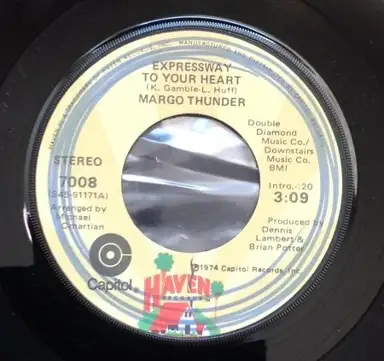 EXPRESSWAY
TO YOUR HEART
(K. Gamble-L. Huff)
MARGO THUNDER
Double
Diamond
Music Co./
Downstairs
Music Co.
BMI
STEREO
7008
(S45-91171A)
Arranged by
Michael
Omartian
Intro.-:20
3:09
Produced by
Dennis
Lambert &
Brian Potter
Capitol®
HAVEN
RECORDS
℗1974 Capitol Records, Inc.